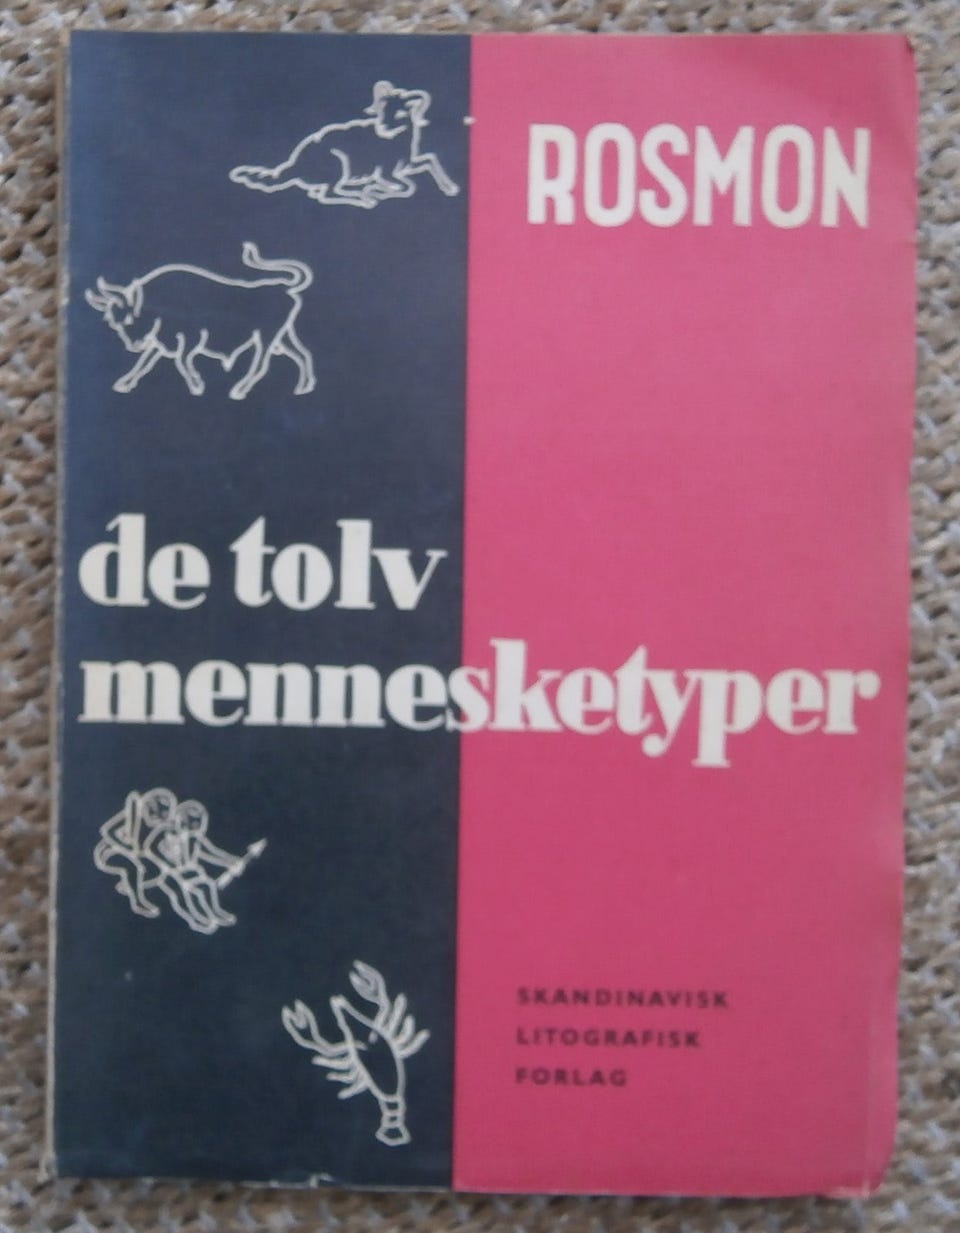 ROSMON
de tolv
mennesketyper
SKANDINAVISK
LITOGRAFISK
FORLAG